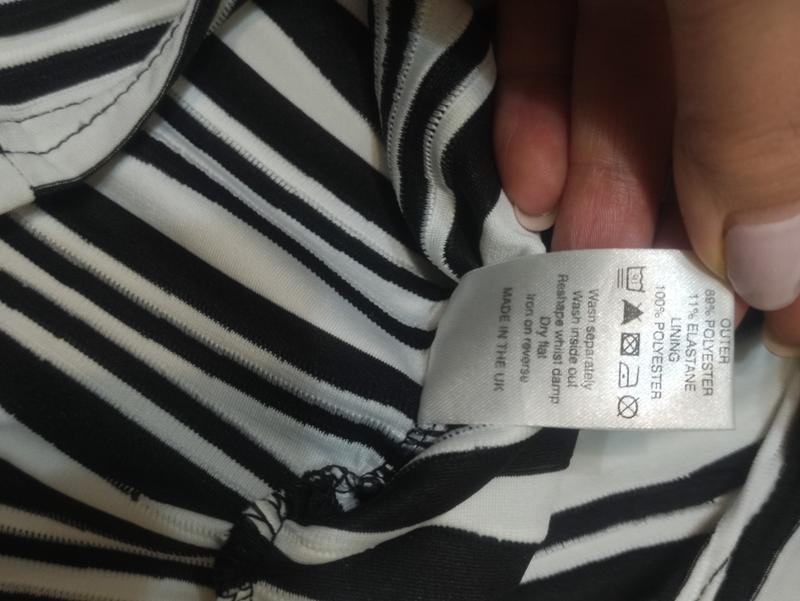 OUTER
89% POLYESTER
11% ELASTANE
LINING
100% POLYESTER
Wash separately
Wash inside out
Reshape whilst damp
Dry flat
Iron on reverse
MADE IN THE UK